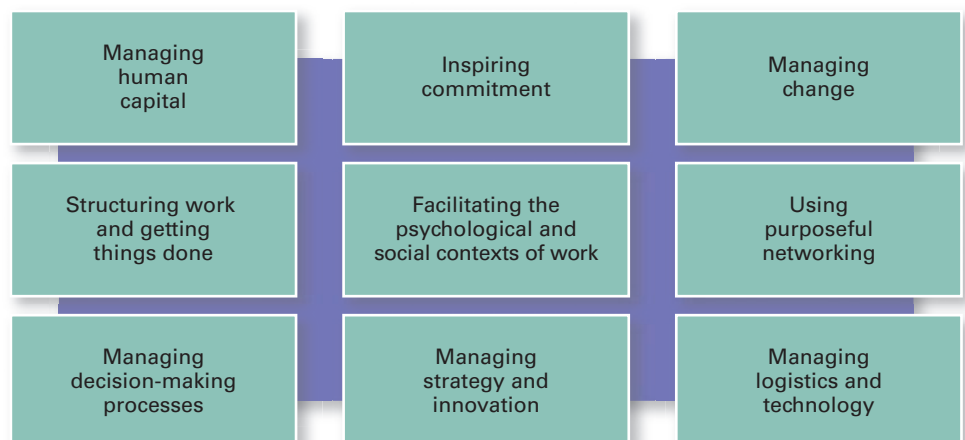 Managing
human
capital
Inspiring
commitment
Managing
change
Structuring work
and getting
things done
Facilitating the
psychological and
social contexts of work
Using
purposeful
networking
Managing
decision-making
processes
Managing
strategy and
innovation
Managing
logistics and
technology